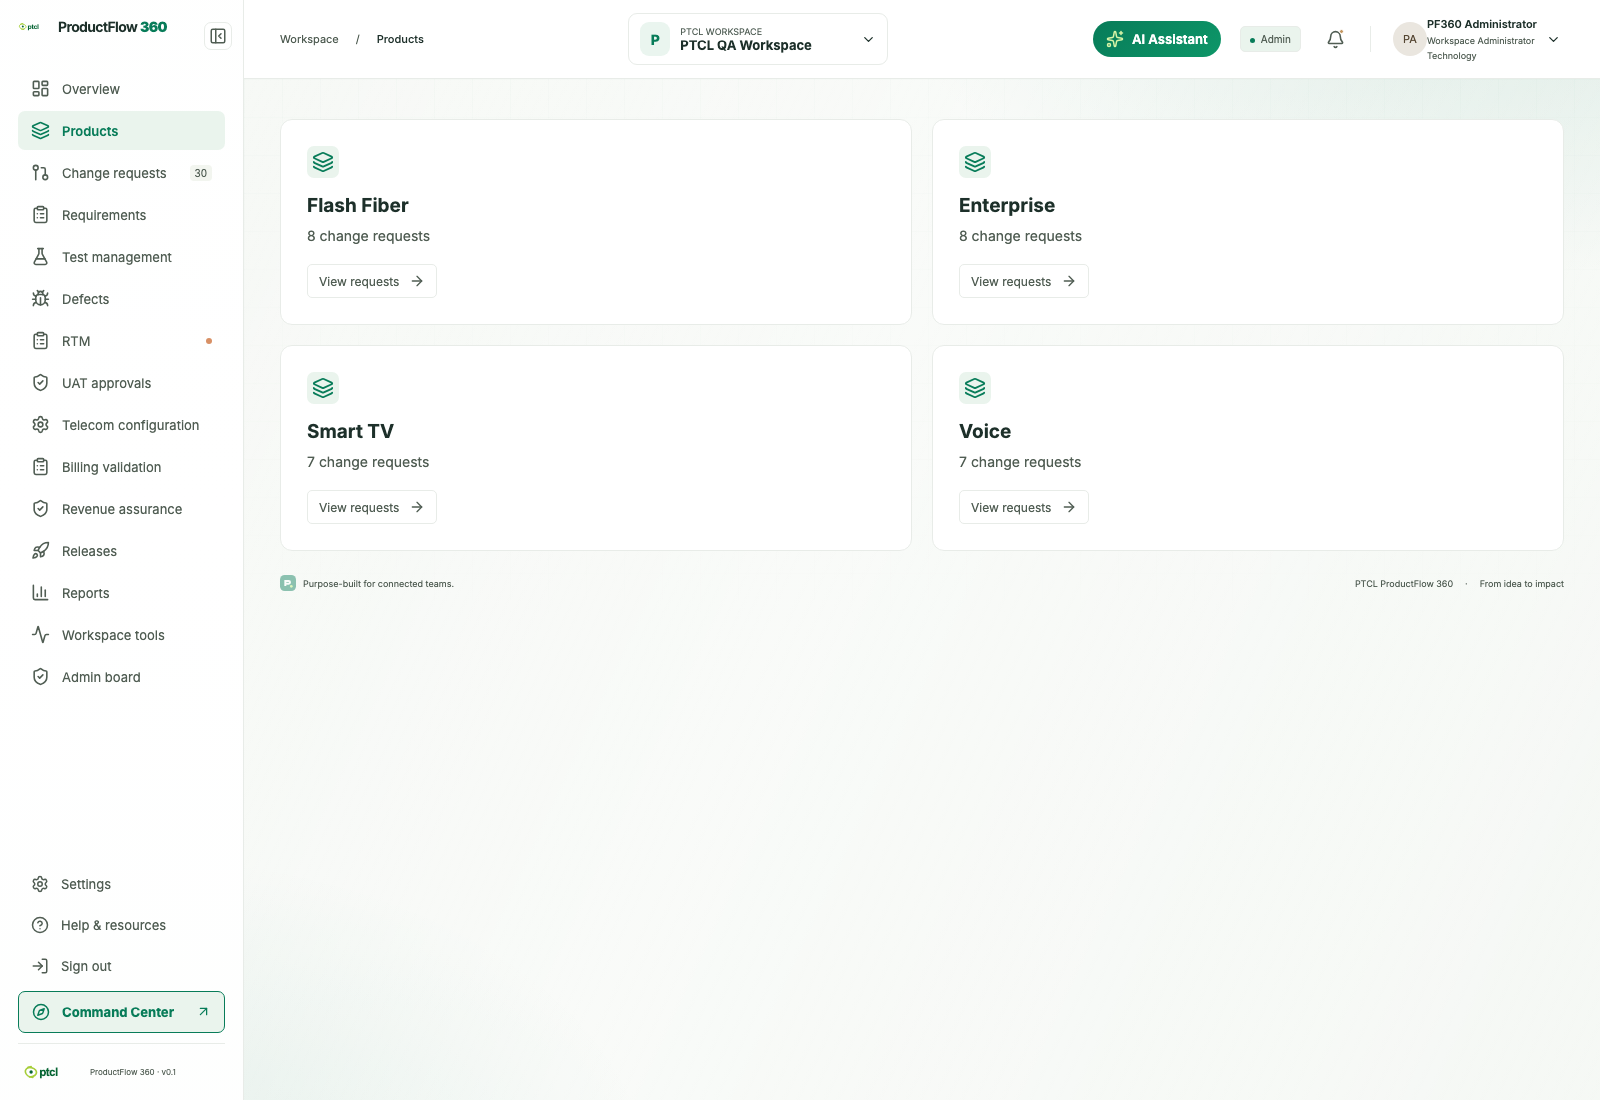 ptcl
ProductFlow 360
Overview
Products
Change requests 30
Requirements
Test management
Defects
RTM
UAT approvals
Telecom configuration
Billing validation
Revenue assurance
Releases
Reports
Workspace tools
Admin board
Settings
Help & resources
Sign out
Command Center
ptcl
ProductFlow 360 · v0.1
Workspace / Products
P
PTCL WORKSPACE
PTCL QA Workspace
AI Assistant
Admin
PA
PF360 Administrator
Workspace Administrator
Technology
Flash Fiber
8 change requests
View requests
Enterprise
8 change requests
View requests
Smart TV
7 change requests
View requests
Voice
7 change requests
View requests
Purpose-built for connected teams.
PTCL ProductFlow 360 · From idea to impact